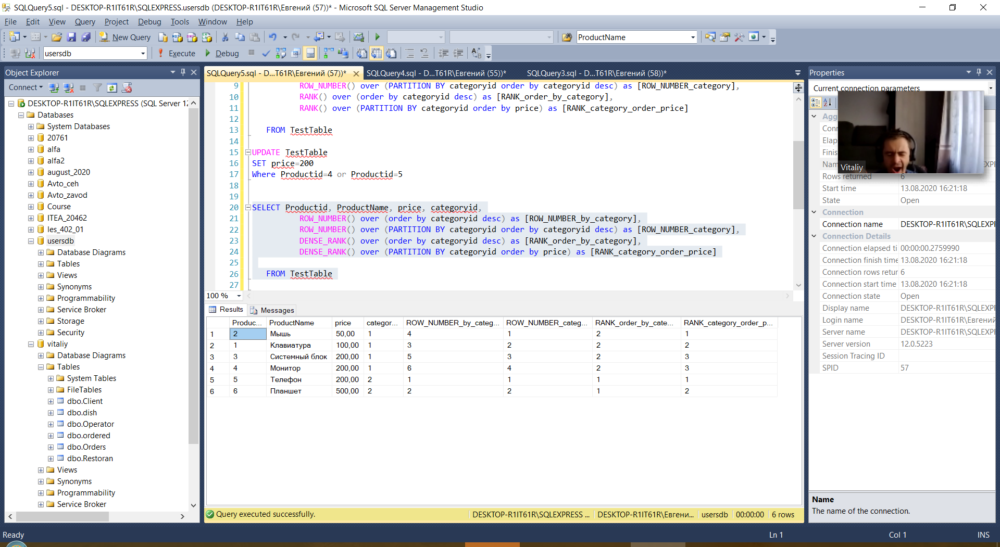 SQLQuery5.sql - DESKTOP-R1IT61R\SQLEXPRESS.usersdb (DESKTOP-R1IT61R\Евгений (57))* - Microsoft SQL Server Management Studio
File Edit View Query Project Debug Tools Window Help
New Query ProductName
usersdb Execute Debug
Object Explorer
Connect
DESKTOP-R1IT61R\SQLEXPRESS (SQL Server 12
Databases
System Databases
20761
alfa
alfa2
august_2020
Avto_ceh
Avto_zavod
Course
ITEA_20462
les_402_01
usersdb
Database Diagrams
Tables
Views
Synonyms
Programmability
Service Broker
Storage
Security
vitaliy
Database Diagrams
Tables
System Tables
FileTables
dbo.Client
dbo.dish
dbo.Operator
dbo.ordered
dbo.Orders
dbo.Restoran
Views
Synonyms
Programmability
Service Broker
SQLQuery5.sql - D...T61R\Евгений (57))* SQLQuery4.sql - D...T61R\Евгений (55))* SQLQuery3.sql - D...T61R\Евгений (58))*
9 ROW_NUMBER() over (PARTITION BY categoryid order by categoryid desc) as [ROW_NUMBER_category],
10 RANK() over (order by categoryid desc) as [RANK_order_by_category],
11 RANK() over (PARTITION BY categoryid order by price) as [RANK_category_order_price]
12
13 FROM TestTable
14
15 UPDATE TestTable
16 SET price=200
17 Where Productid=4 or Productid=5
18
19
20 SELECT Productid, ProductName, price, categoryid,
21 ROW_NUMBER() over (order by categoryid desc) as [ROW_NUMBER_by_category],
22 ROW_NUMBER() over (PARTITION BY categoryid order by categoryid desc) as [ROW_NUMBER_category],
23 DENSE_RANK() over (order by categoryid desc) as [RANK_order_by_category],
24 DENSE_RANK() over (PARTITION BY categoryid order by price) as [RANK_category_order_price]
25
26 FROM TestTable
27
100 %
Results Messages
Produc... ProductName price categor... ROW_NUMBER_by_categ... ROW_NUMBER_categ... RANK_order_by_cate... RANK_category_order_p...
1 2 Мышь 50,00 1 4 1 2 1
2 1 Клавиатура 100,00 1 3 2 2 2
3 3 Системный блок 200,00 1 5 3 2 3
4 4 Монитор 200,00 1 6 4 2 3
5 5 Телефон 200,00 2 1 1 1 1
6 6 Планшет 500,00 2 2 2 1 2
Query executed successfully. DESKTOP-R1IT61R\SQLEXPRESS ... DESKTOP-R1IT61R\Евгени... usersdb 00:00:00 6 rows
Properties
Current connection parameters
Agg
Conn
Elap
Finis
Nam
Vitaliy
Rows returned 6
Start time 13.08.2020 16:21:18
State Open
Connection
Connection name DESKTOP-R1IT61R\SQLEXPI
Connection Details
Connection elapsed ti 00:00:00.2759990
Connection finish time 13.08.2020 16:21:18
Connection rows retur 6
Connection start time 13.08.2020 16:21:18
Connection state Open
Display name DESKTOP-R1IT61R\SQLEXPI
Login name DESKTOP-R1IT61R\Евгений
Server name DESKTOP-R1IT61R\SQLEXPI
Server version 12.0.5223
Session Tracing ID
SPID 57
Name
The name of the connection.
Ready Ln 1 Col 1 INS